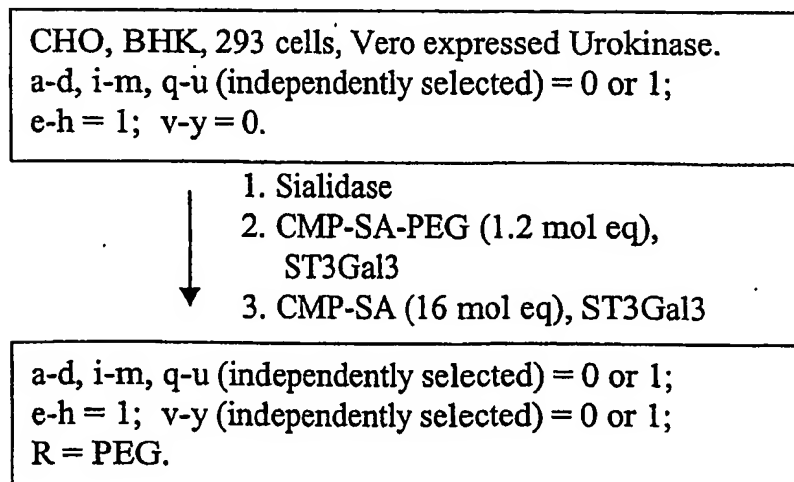 CHO, BHK, 293 cells, Vero expressed Urokinase.
a-d, i-m, q-u (independently selected) = 0 or 1;
e-h = 1; v-y = 0.
1. Sialidase
2. CMP-SA-PEG (1.2 mol eq),
ST3Gal3
3. CMP-SA (16 mol eq), ST3Gal3
a-d, i-m, q-u (independently selected) = 0 or 1;
e-h = 1; v-y (independently selected) = 0 or 1;
R = PEG.